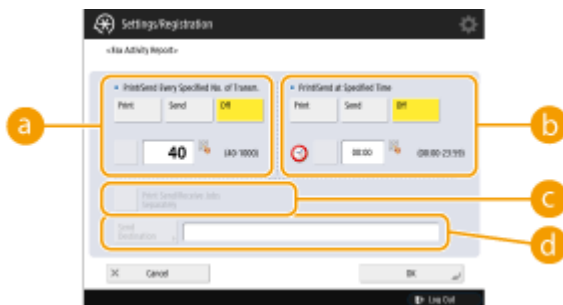 Settings/Registration
<Fax Activity Report>
Print/Send Every Specified No. of Transm.
Print/Send at Specified Time
Print
Send
Off
Print
Send
Off
a
b
40
(40-1000)
00:00
(00:00-23:59)
c
Print Send/Receive Jobs
Separately
d
Send
Destination
Cancel
OK
Log Out